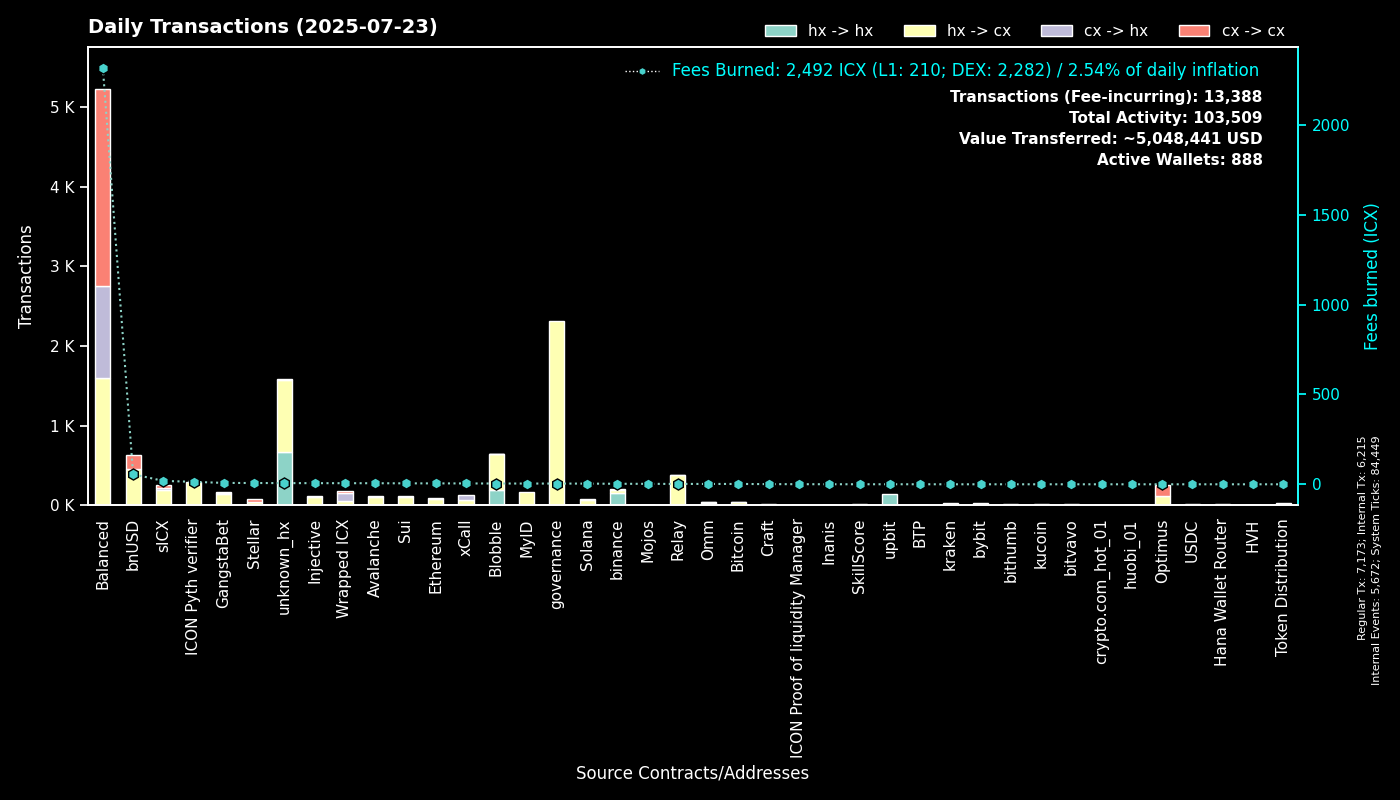 Daily Transactions (2025-07-23)
hx -> hx
hx -> cx
cx -> hx
cx -> cx
Fees Burned: 2,492 ICX (L1: 210; DEX: 2,282) / 2.54% of daily inflation
Transactions (Fee-incurring): 13,388
Total Activity: 103,509
Value Transferred: ~5,048,441 USD
Active Wallets: 888
Transactions
5 K
4 K
3 K
2 K
1 K
0 K
2000
1500
1000
500
0
Fees burned (ICX)
Balanced
bnUSD
sICX
ICON Pyth verifier
GangstaBet
Stellar
unknown_hx
Injective
Wrapped ICX
Avalanche
Sui
Ethereum
xCall
Blobble
MyID
governance
Solana
binance
Mojos
Relay
Omm
Bitcoin
Craft
ICON Proof of liquidity Manager
Inanis
SkillScore
upbit
BTP
kraken
bybit
bithumb
kucoin
bitvavo
crypto.com_hot_01
huobi_01
Optimus
USDC
Hana Wallet Router
HVH
Token Distribution
Source Contracts/Addresses
Regular Tx: 7,173; Internal Tx: 6,215
Internal Events: 5,672; System Ticks: 84,449